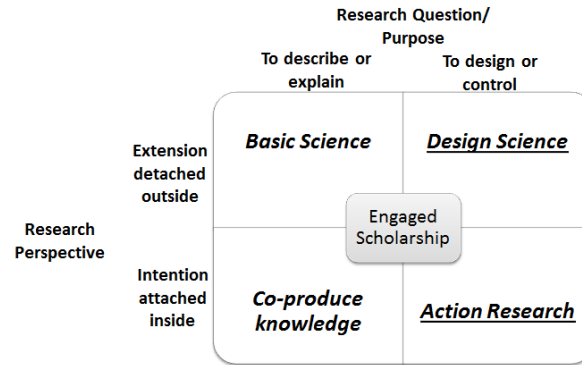 Research Question/
Purpose
To describe or
explain
To design or
control
Extension
detached
outside
Basic Science
Design Science
Research
Perspective
Engaged
Scholarship
Intention
attached
inside
Co-produce
knowledge
Action Research